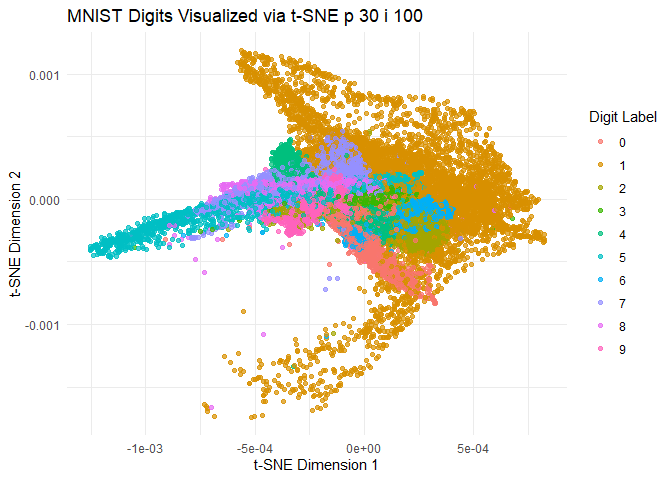 MNIST Digits Visualized via t-SNE p 30 i 100
0.001
0.000
-0.001
t-SNE Dimension 2
-1e-03
-5e-04
0e+00
5e-04
t-SNE Dimension 1
Digit Label
0
1
2
3
4
5
6
7
8
9